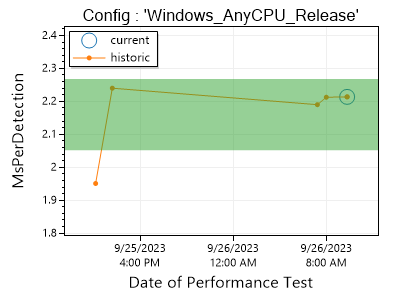 Config : 'Windows_AnyCPU_Release'
2.4
2.3
2.2
2.1
2
1.9
1.8
MsPerDetection
current
historic
9/25/2023
4:00 PM
9/26/2023
12:00 AM
9/26/2023
8:00 AM
Date of Performance Test